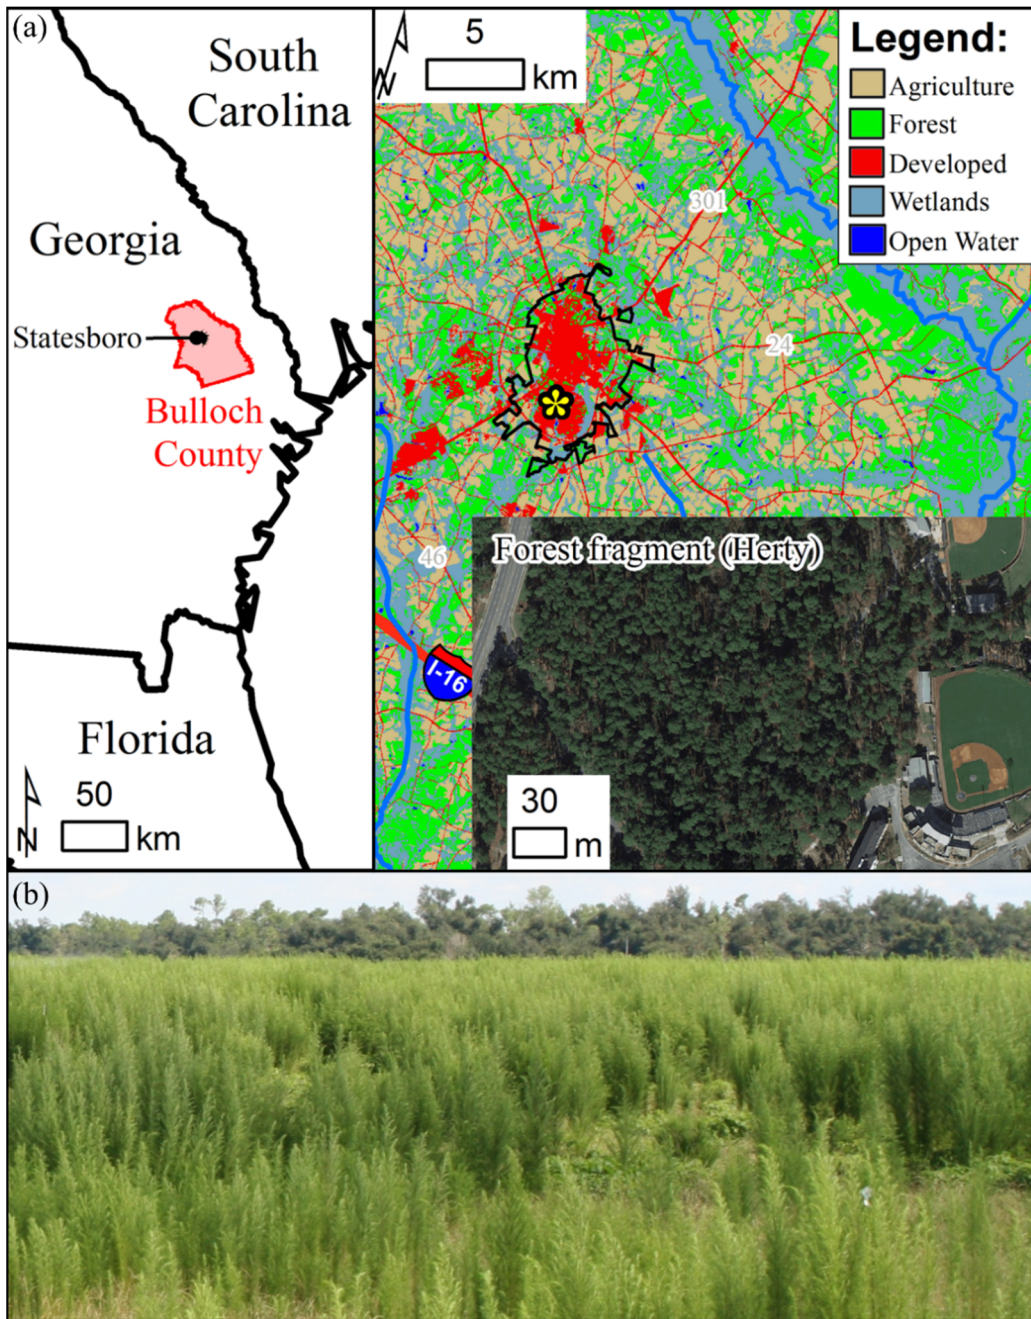 (a)
South
Carolina
Georgia
Statesboro
Bulloch
County
Florida
N
50
km
N
5
km
Legend:
Agriculture
Forest
Developed
Wetlands
Open Water
301
24
46
I-16
Forest fragment (Herty)
30
m
(b)